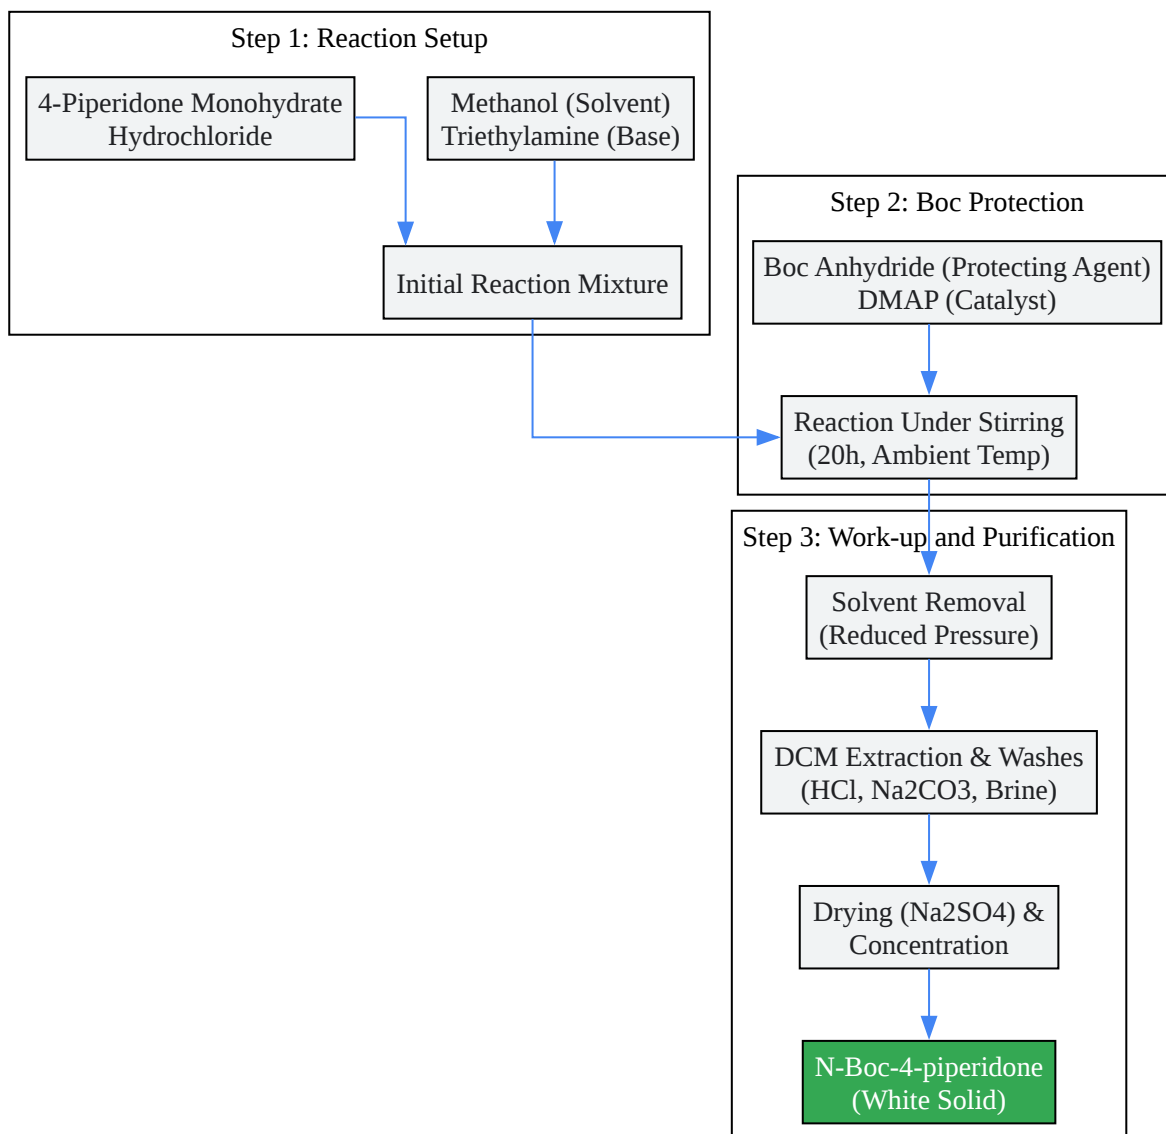 Step 1: Reaction Setup
4-Piperidone Monohydrate
Hydrochloride
Methanol (Solvent)
Triethylamine (Base)
Initial Reaction Mixture
Step 2: Boc Protection
Boc Anhydride (Protecting Agent)
DMAP (Catalyst)
Reaction Under Stirring
(20h, Ambient Temp)
Step 3: Work-up and Purification
Solvent Removal
(Reduced Pressure)
DCM Extraction & Washes
(HCl, Na2CO3, Brine)
Drying (Na2SO4) &
Concentration
N-Boc-4-piperidone
(White Solid)